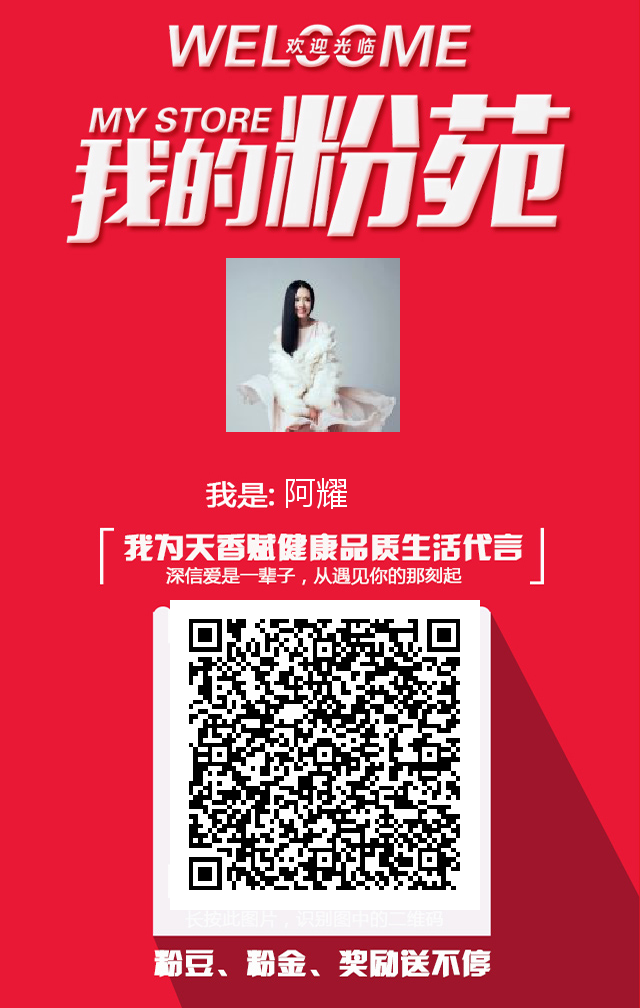 WELCOME
欢迎光临
MY STORE
我的粉苑
我是: 阿耀
我为天香赋健康品质生活代言
深信爱是一辈子，从遇见你的那刻起
长按此图片，识别图中的二维码
粉豆、粉金、奖励送不停